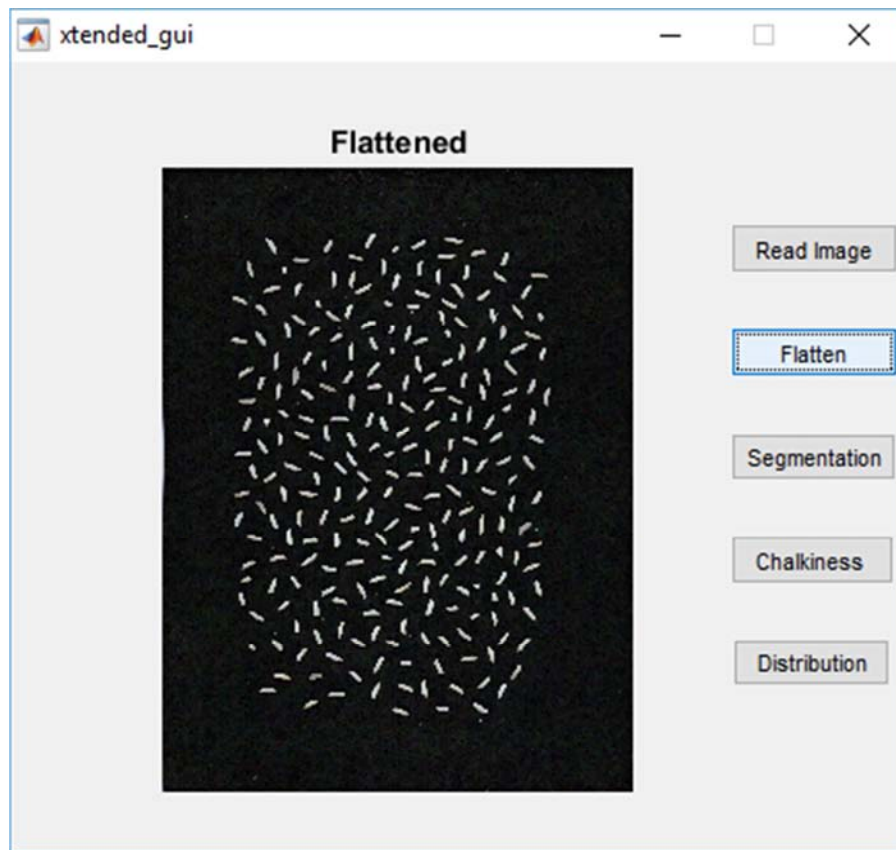 xtended_gui
Flattened
Read Image
Flatten
Segmentation
Chalkiness
Distribution